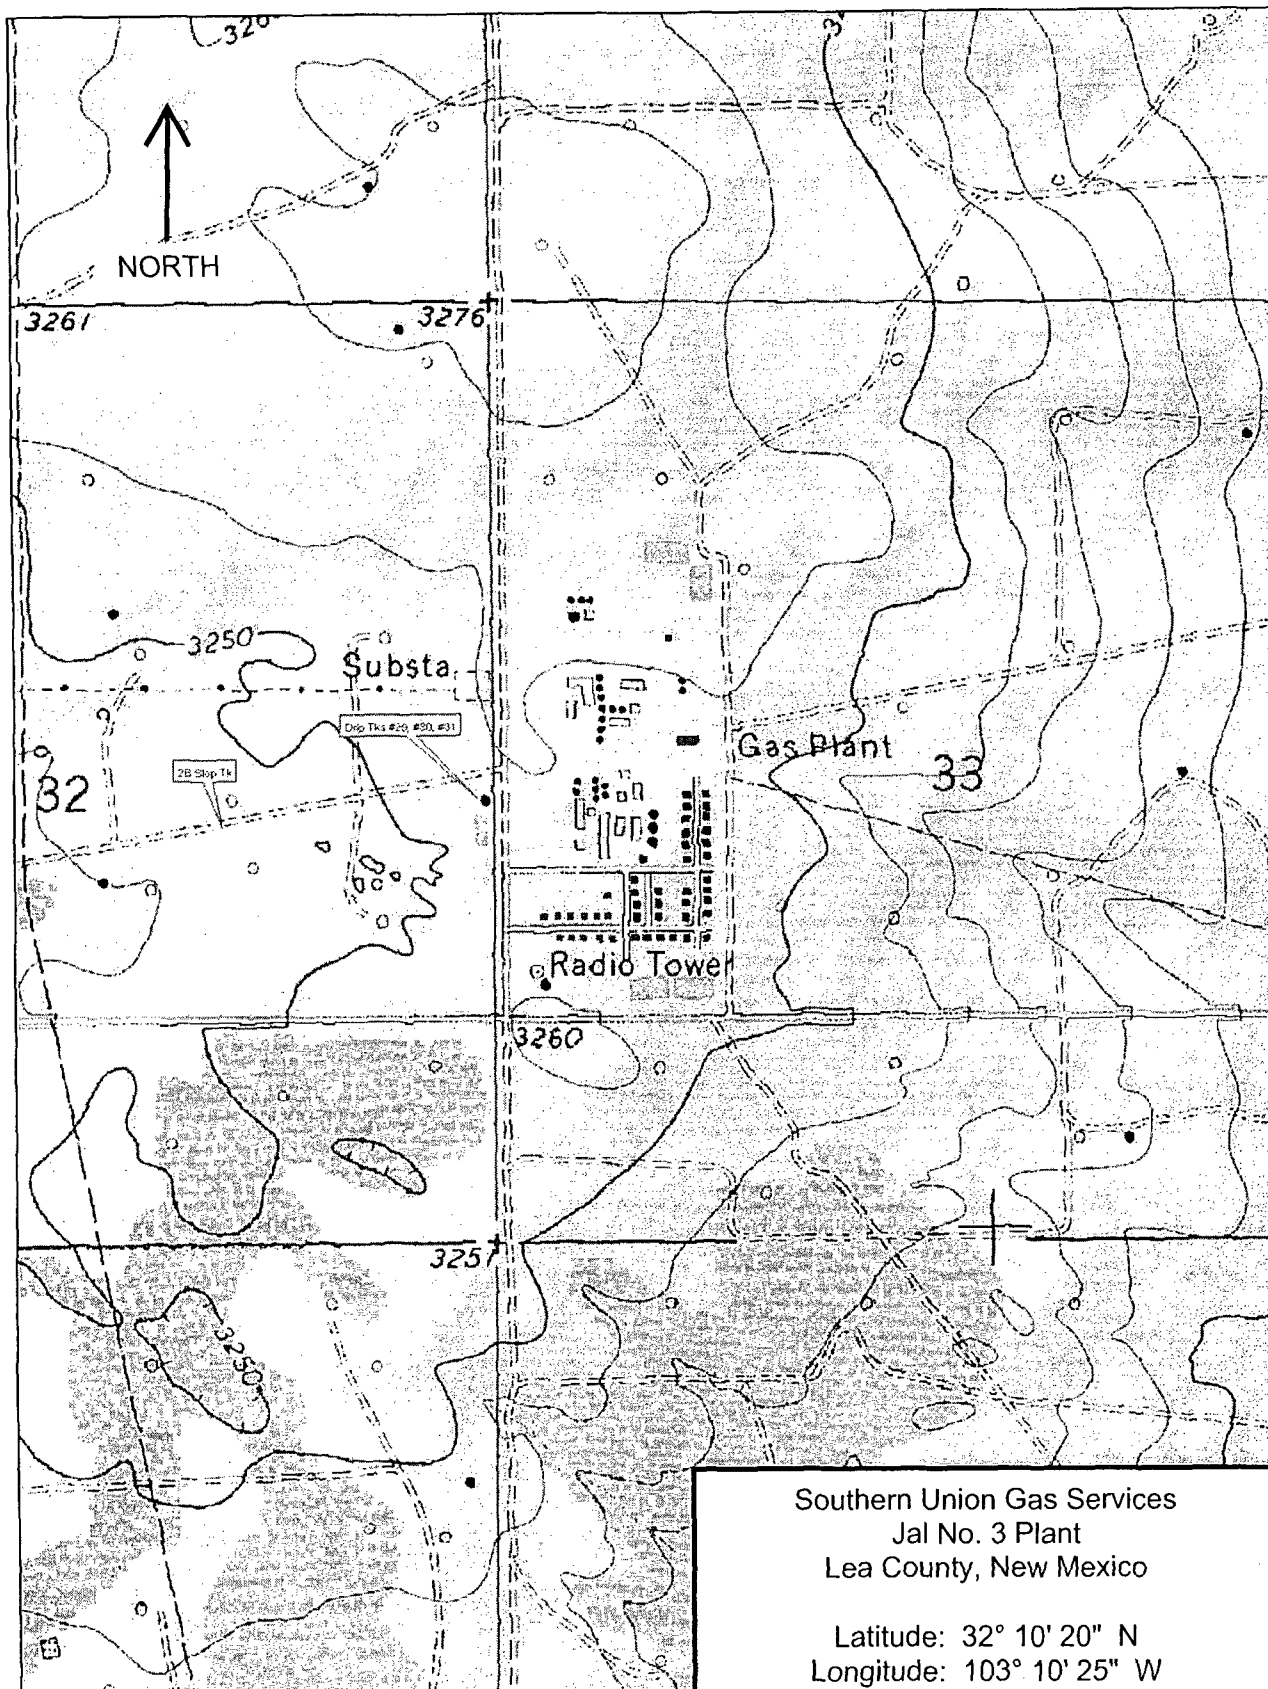 NORTH
3261
3276
3250
Substa
Drip Tks #29, #30, #31
2B Slop Tk
32
Gas Plant
33
Radio Tower
3260
3257
3250
Southern Union Gas Services
Jal No. 3 Plant
Lea County, New Mexico
Latitude: 32° 10' 20" N
Longitude: 103° 10' 25" W